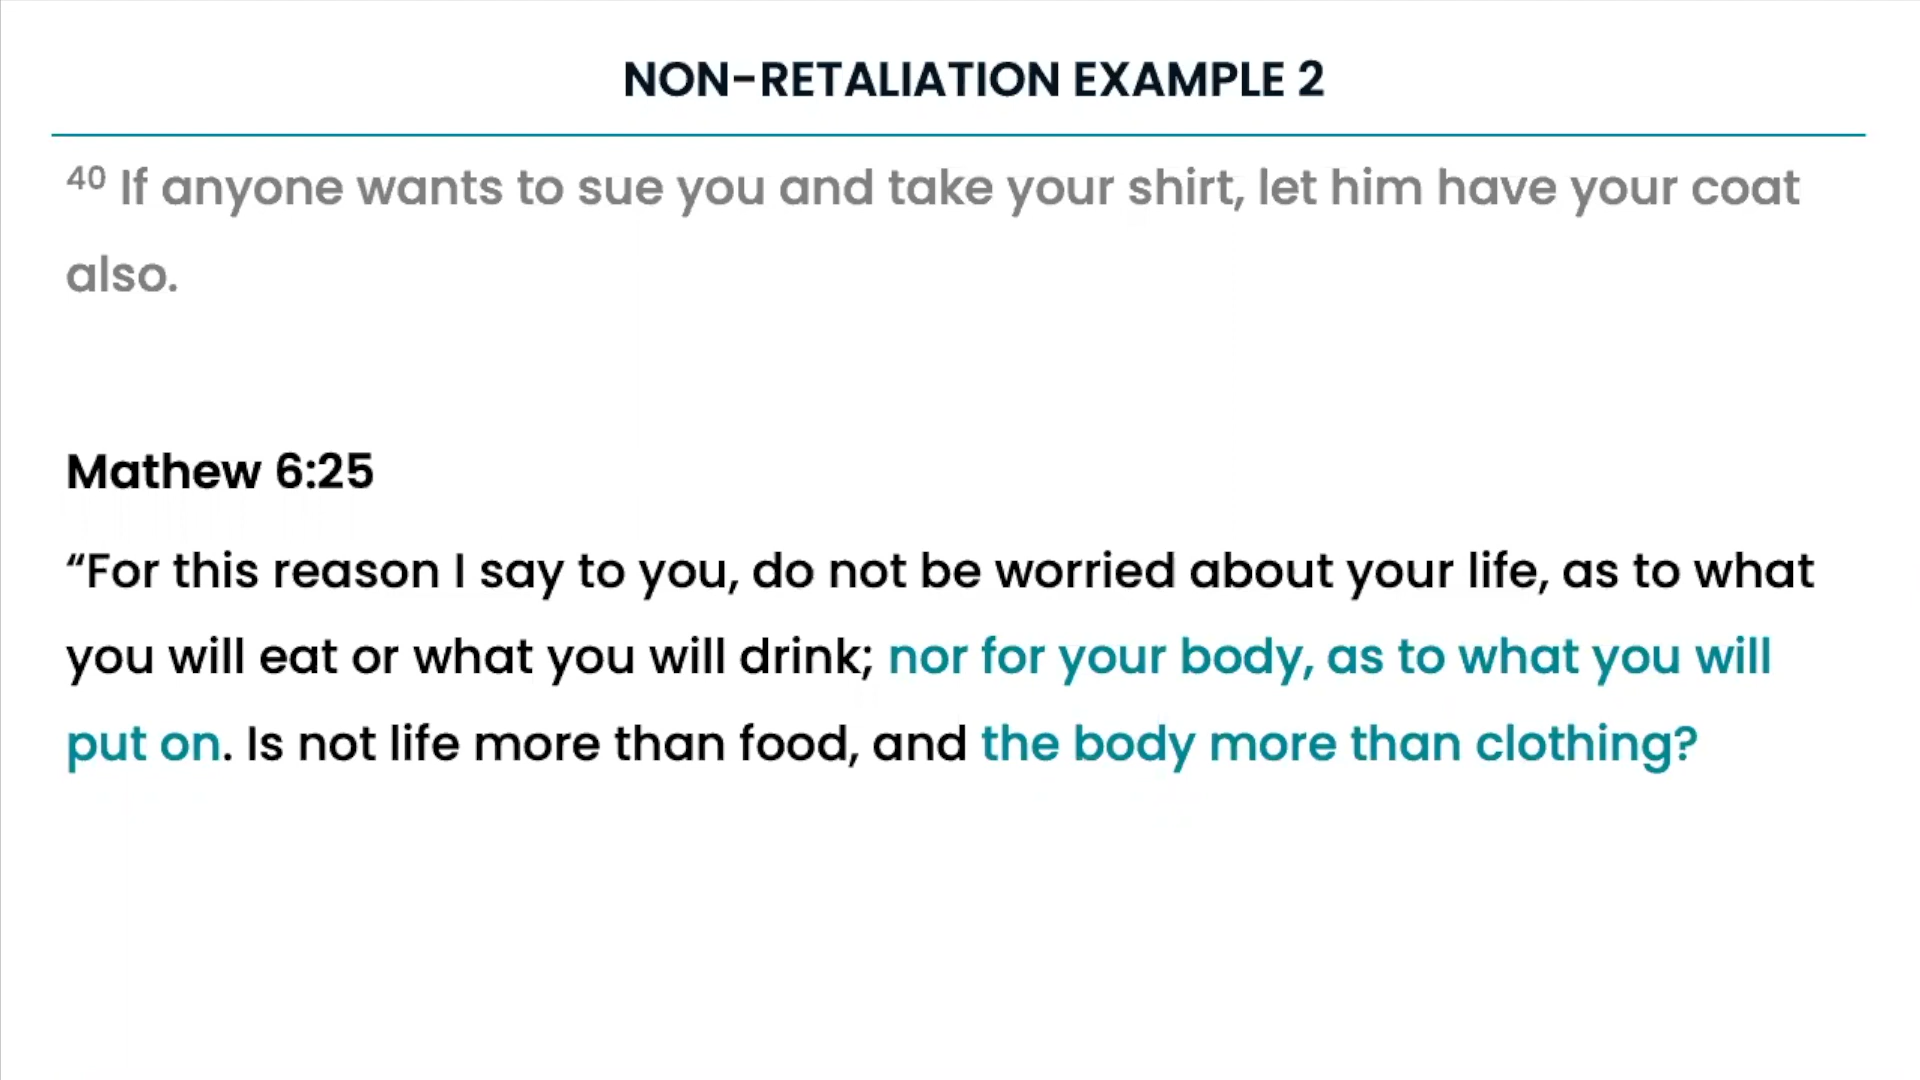 NON-RETALIATION EXAMPLE 2
40 If anyone wants to sue you and take your shirt, let him have your coat
also.
Mathew 6:25
“For this reason I say to you, do not be worried about your life, as to what
you will eat or what you will drink; nor for your body, as to what you will
put on. Is not life more than food, and the body more than clothing?